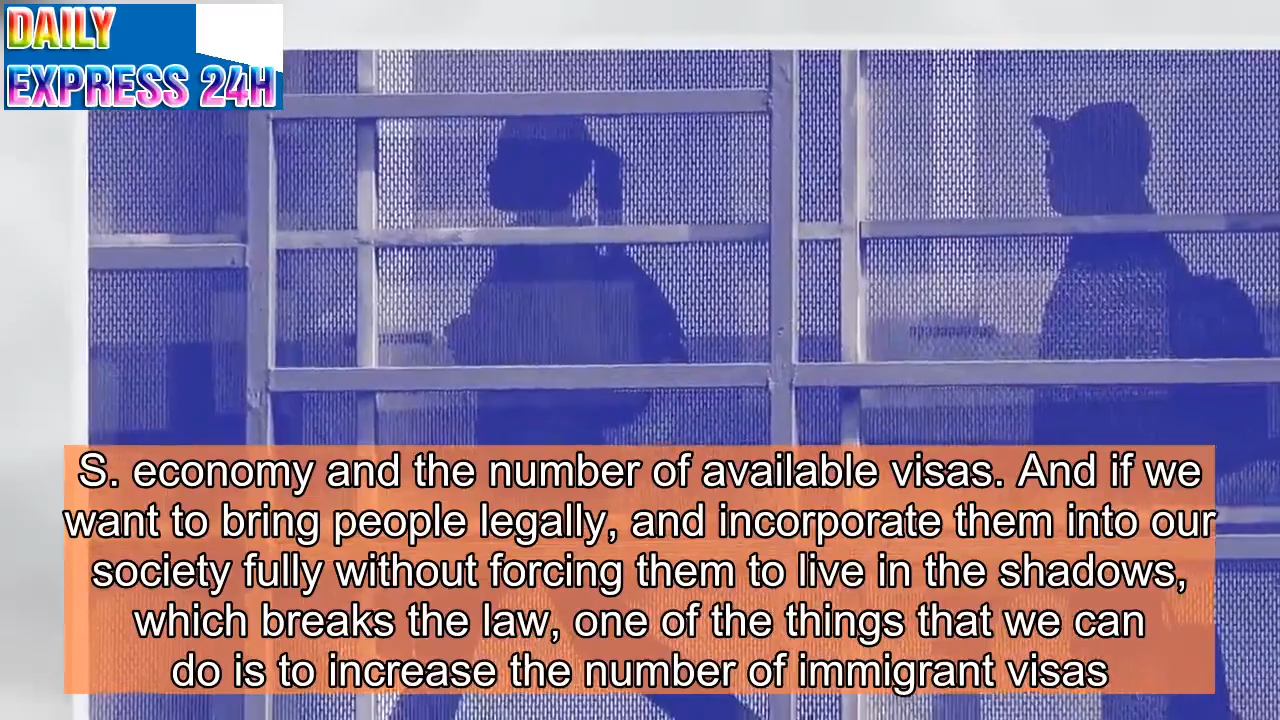 DAILY
EXPRESS 24H
S. economy and the number of available visas. And if we
want to bring people legally, and incorporate them into our
society fully without forcing them to live in the shadows,
which breaks the law, one of the things that we can
do is to increase the number of immigrant visas